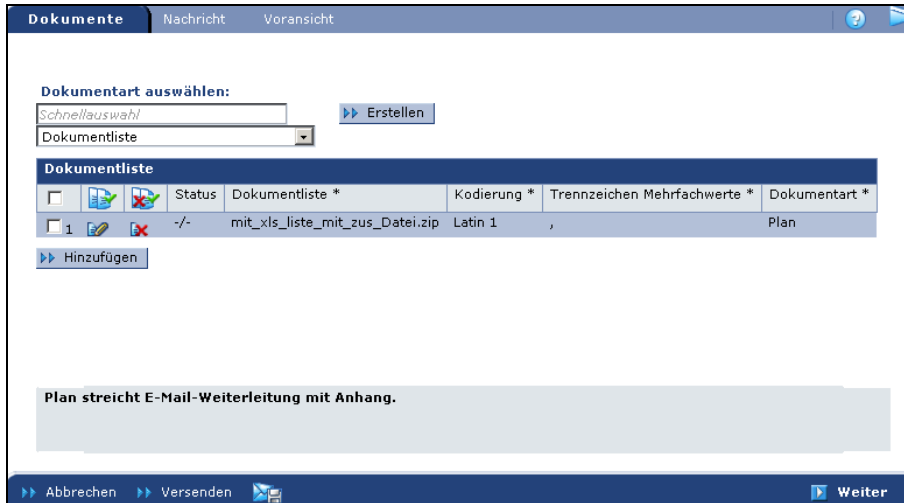 Dokumente Nachricht Voransicht ?
Dokumentart auswählen:
Schnellauswahl Erstellen
Dokumentliste
Dokumentliste
Status Dokumentliste * Kodierung * Trennzeichen Mehrfachwerte * Dokumentart *
1 -/- mit_xls_liste_mit_zus_Datei.zip Latin 1 , Plan
Hinzufügen
Plan streicht E-Mail-Weiterleitung mit Anhang.
Abbrechen Versenden Weiter